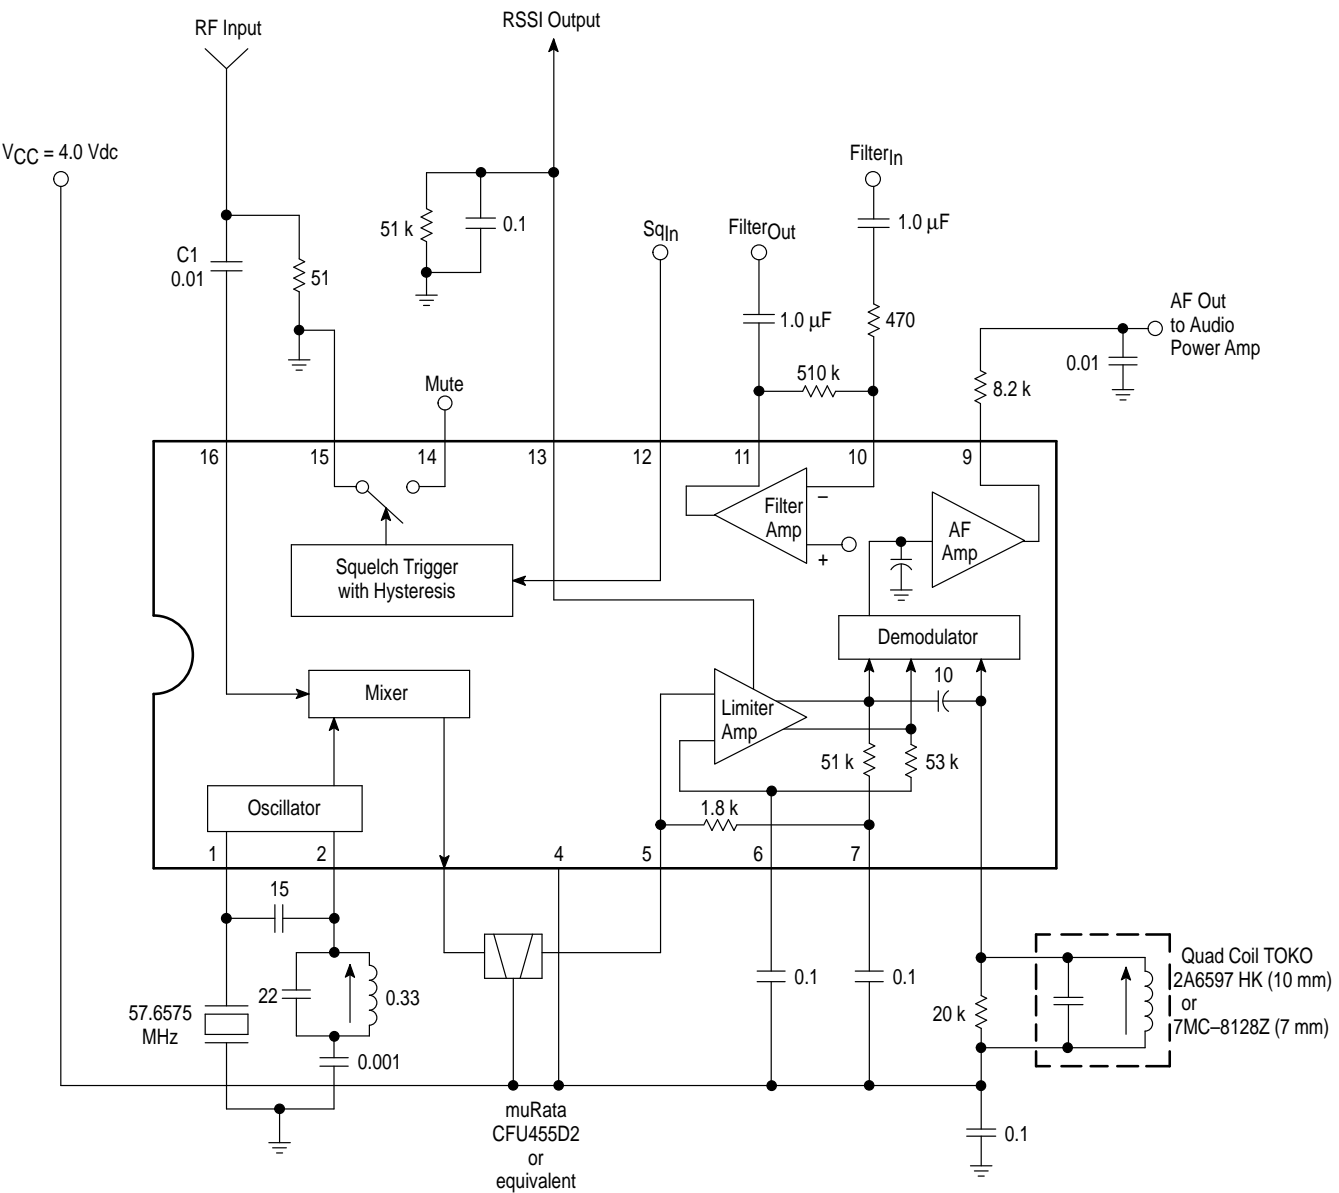 RF Input
RSSI Output
VCC = 4.0 Vdc
FilterIn
1.0 µF
51 k
0.1
SqIn
FilterOut
C1
0.01
51
1.0 µF
470
AF Out
to Audio
Power Amp
0.01
510 k
8.2 k
Mute
16
15
14
13
12
11
10
9
Filter
Amp
–
+
AF
Amp
Squelch Trigger
with Hysteresis
Demodulator
Mixer
10
Limiter
Amp
51 k
53 k
Oscillator
1.8 k
1
2
4
5
6
7
15
22
0.33
57.6575
MHz
0.001
0.1
0.1
20 k
Quad Coil TOKO
2A6597 HK (10 mm)
or
7MC–8128Z (7 mm)
muRata
CFU455D2
or
equivalent
0.1